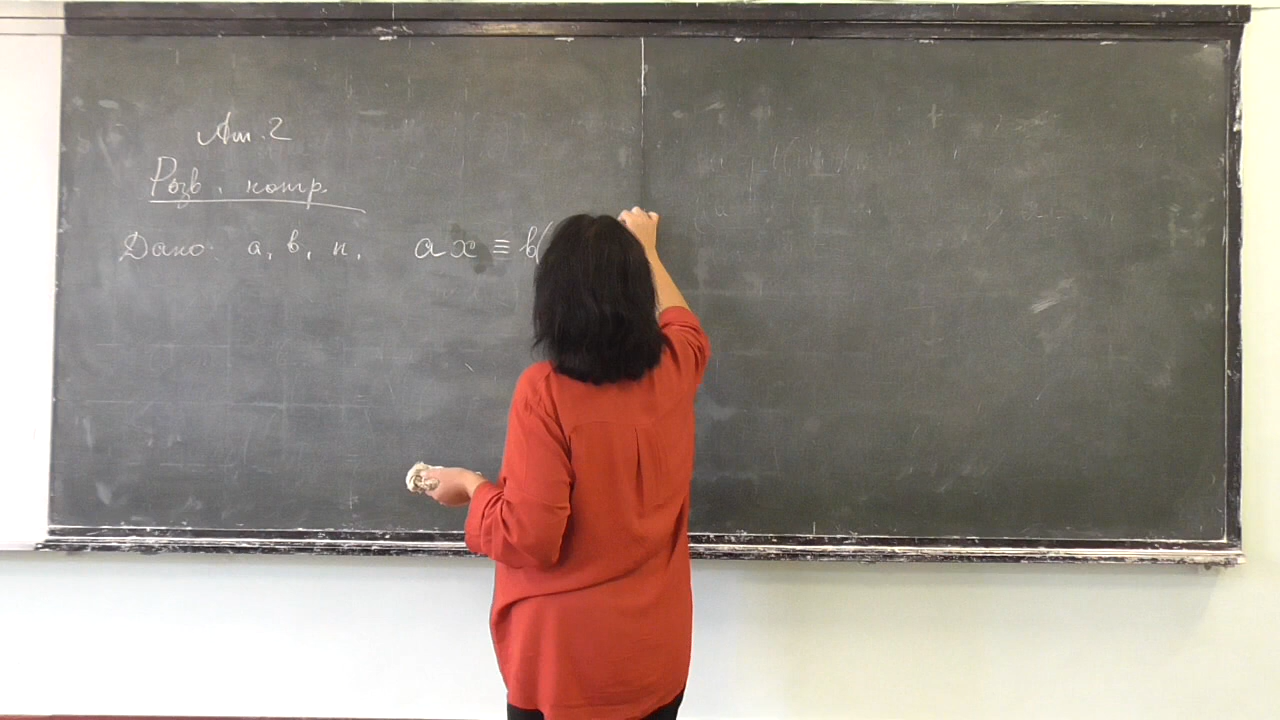 Ат. 2
Розв. контр.
Дано: а, в, n, ax ≡ b(